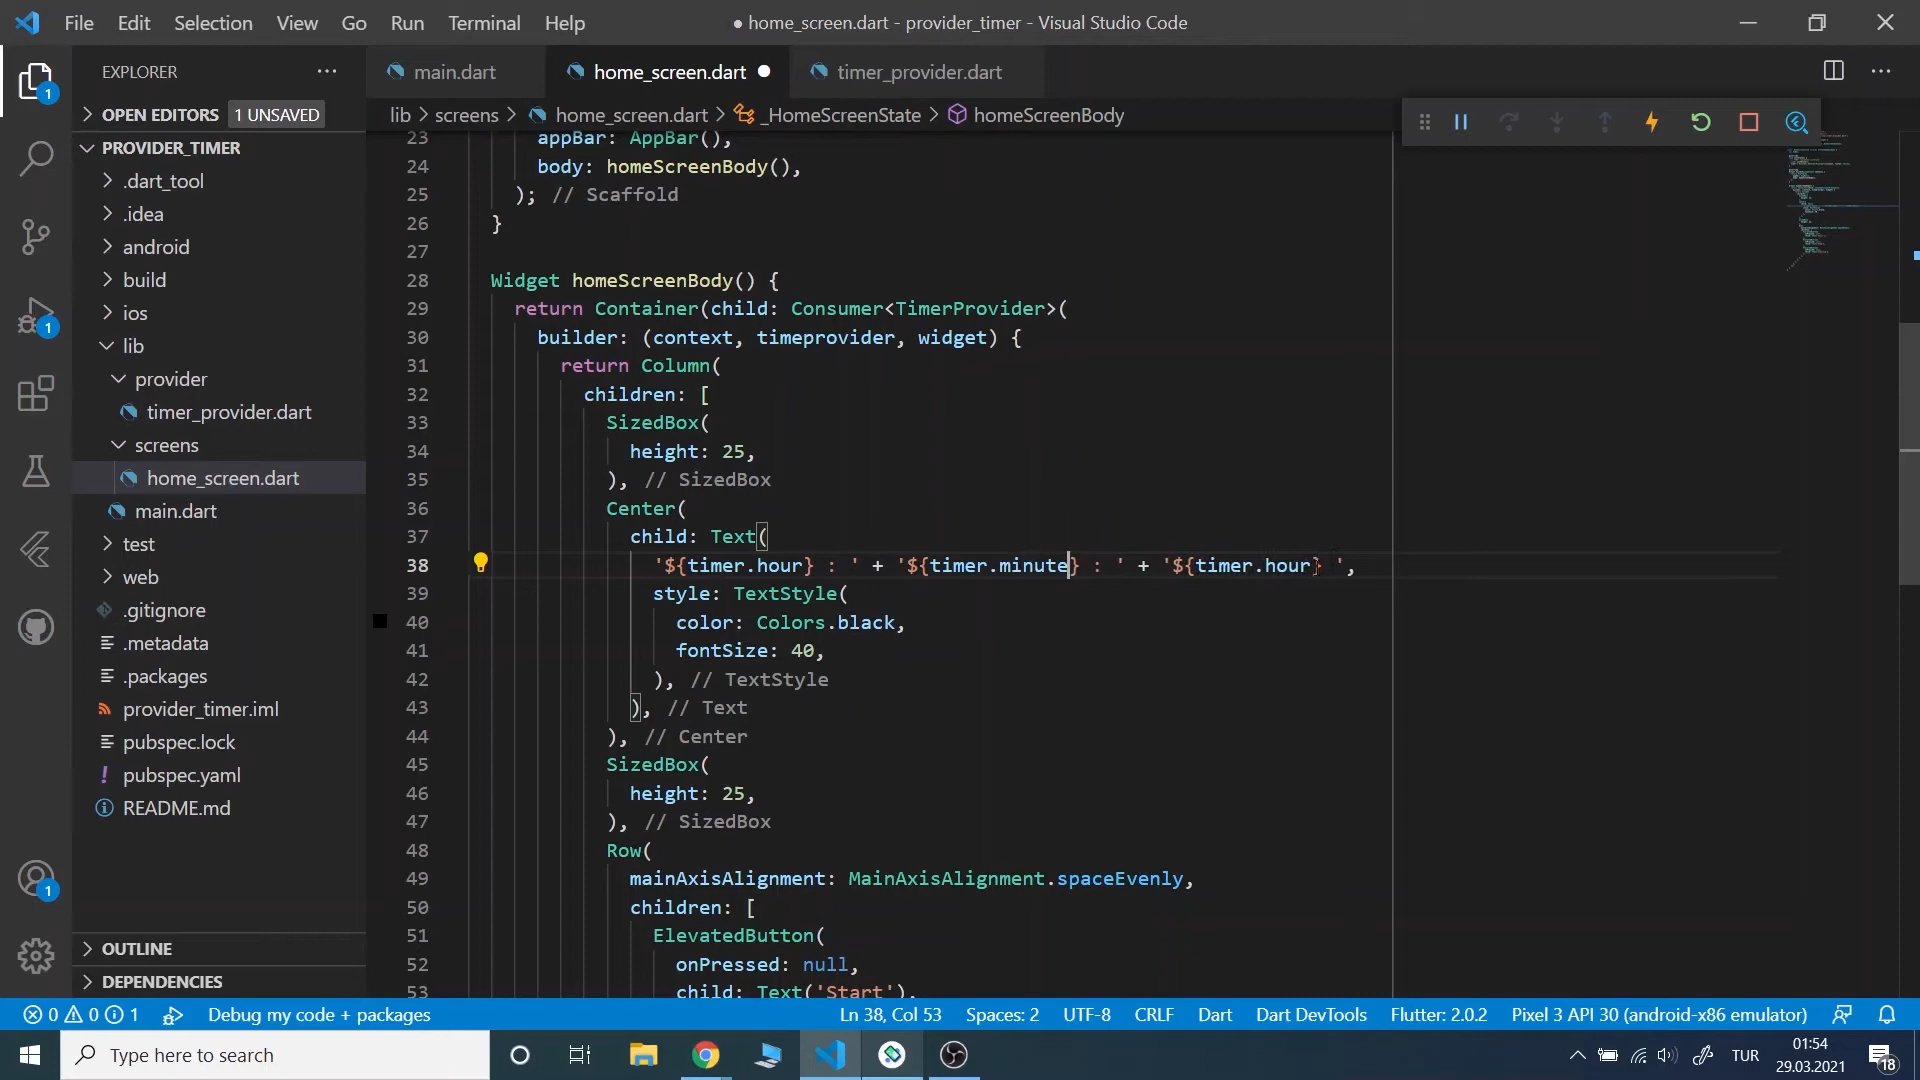 File Edit Selection View Go Run Terminal Help
● home_screen.dart - provider_timer - Visual Studio Code
EXPLORER
main.dart
home_screen.dart
timer_provider.dart
OPEN EDITORS 1 UNSAVED
lib > screens > home_screen.dart > _HomeScreenState > homeScreenBody
PROVIDER_TIMER
.dart_tool
.idea
android
build
ios
lib
provider
timer_provider.dart
screens
home_screen.dart
main.dart
test
web
.gitignore
.metadata
.packages
provider_timer.iml
pubspec.lock
pubspec.yaml
README.md
OUTLINE
DEPENDENCIES
1
1
1
23 appBar: AppBar(),
24 body: homeScreenBody(),
25 ); // Scaffold
26 }
27
28 Widget homeScreenBody() {
29 return Container(child: Consumer<TimerProvider>(
30 builder: (context, timeprovider, widget) {
31 return Column(
32 children: [
33 SizedBox(
34 height: 25,
35 ), // SizedBox
36 Center(
37 child: Text(
38 '${timer.hour} : ' + '${timer.minute} : ' + '${timer.hour} ',
39 style: TextStyle(
40 color: Colors.black,
41 fontSize: 40,
42 ), // TextStyle
43 ), // Text
44 ), // Center
45 SizedBox(
46 height: 25,
47 ), // SizedBox
48 Row(
49 mainAxisAlignment: MainAxisAlignment.spaceEvenly,
50 children: [
51 ElevatedButton(
52 onPressed: null,
53 child: Text('Start'),
0 0 1 Debug my code + packages Ln 38, Col 53 Spaces: 2 UTF-8 CRLF Dart Dart DevTools Flutter: 2.0.2 Pixel 3 API 30 (android-x86 emulator)
Type here to search
TUR
01:54
29.03.2021
18